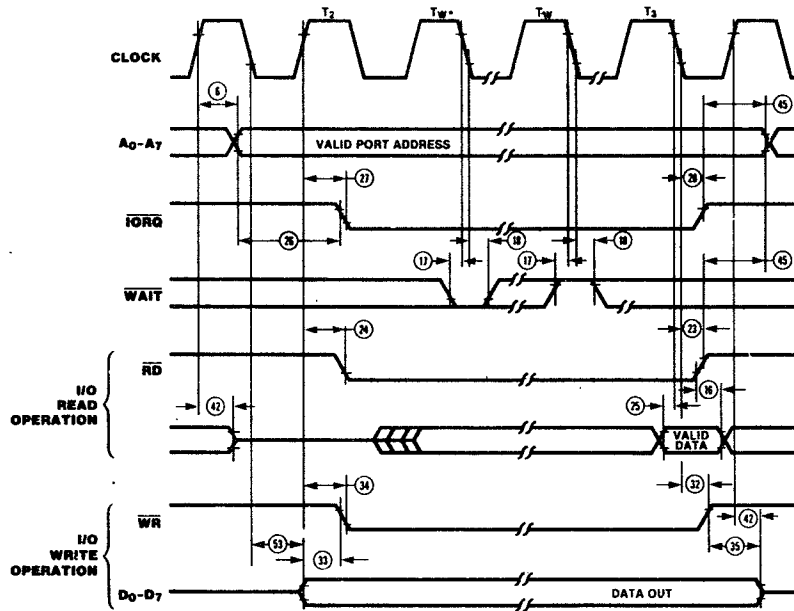 T2 TW* TW T3
CLOCK
6 45
A0-A7 VALID PORT ADDRESS
27 28
IORQ
26
17 18 17 18 45
WAIT
24 23
RD
I/O
READ
OPERATION
42 25 16
VALID
DATA
34 32
WR
42
I/O
WRITE
OPERATION
53 33 35
D0-D7 DATA OUT